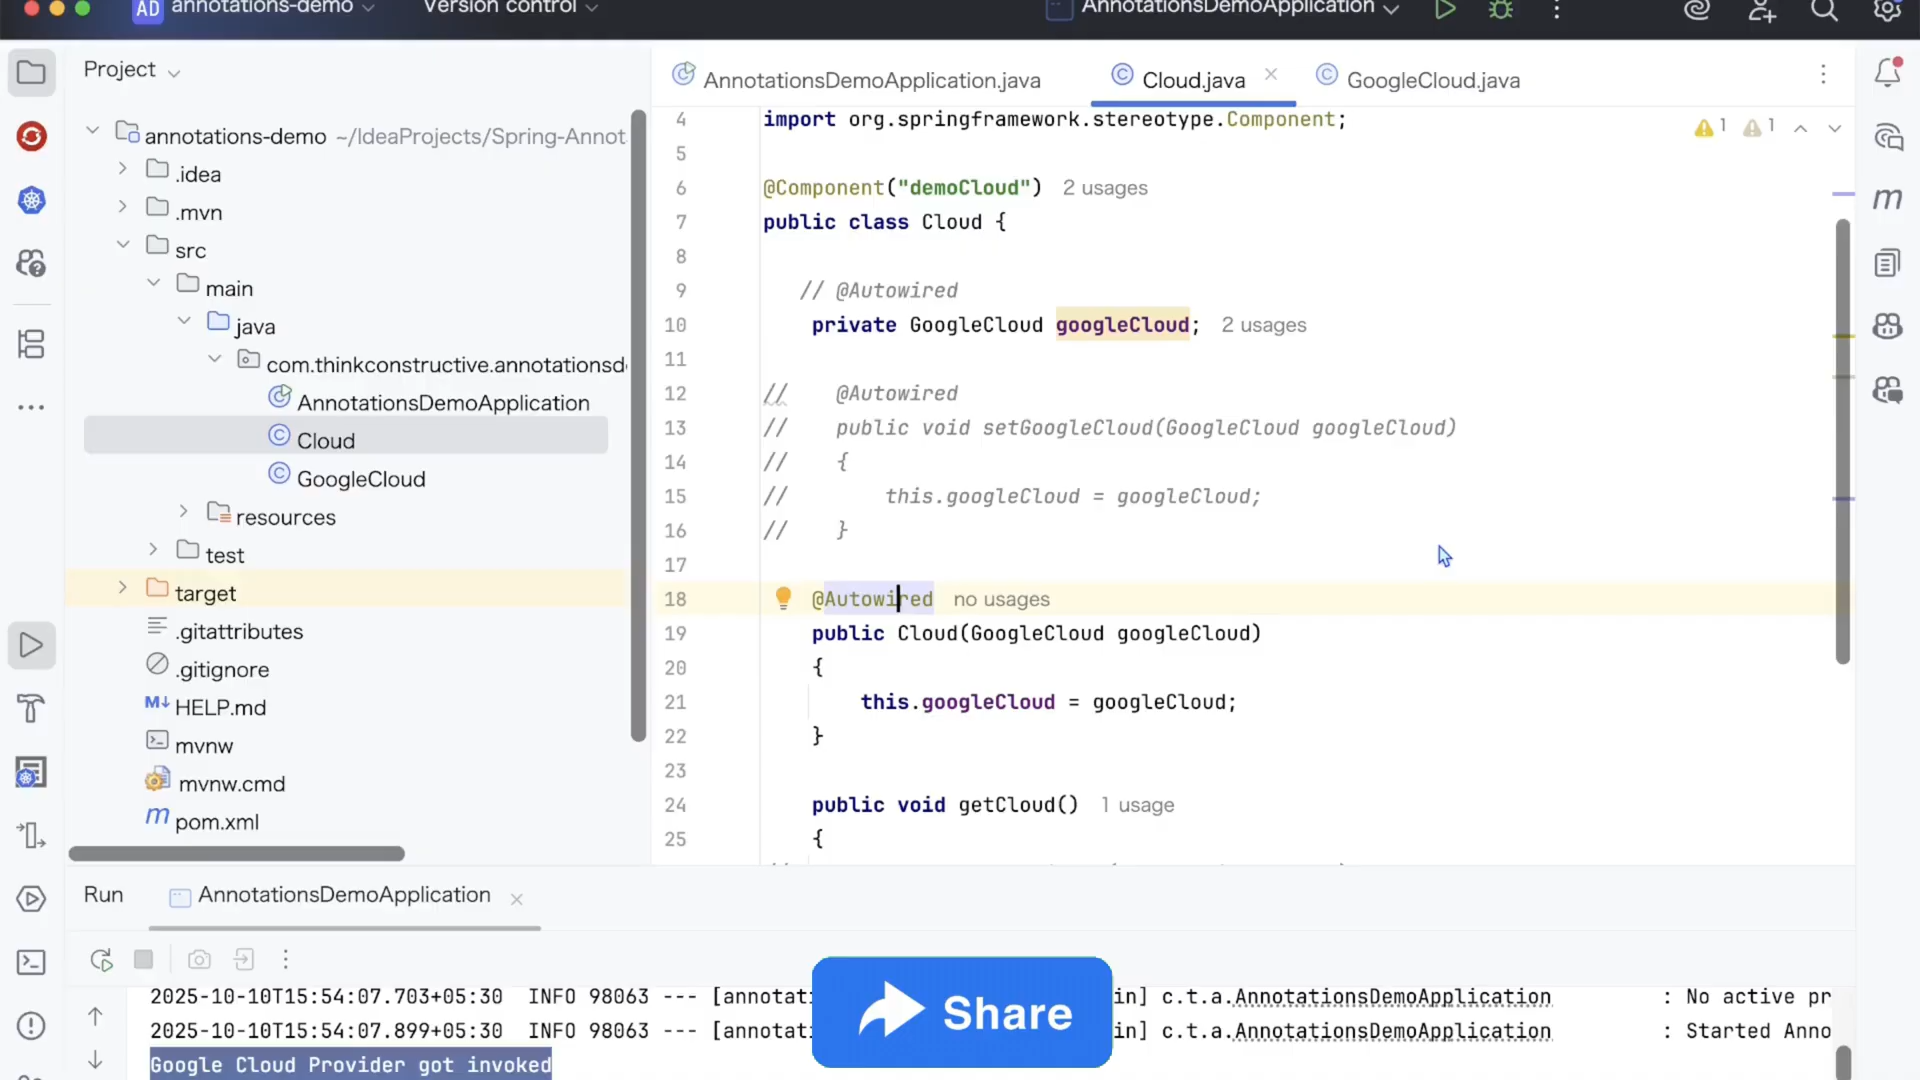 AD annotations-demo
Version control
AnnotationsDemoApplication
Project
annotations-demo ~/IdeaProjects/Spring-Annot
.idea
.mvn
src
main
java
com.thinkconstructive.annotationsd
AnnotationsDemoApplication
Cloud
GoogleCloud
resources
test
target
.gitattributes
.gitignore
M↓ HELP.md
mvnw
mvnw.cmd
m pom.xml
AnnotationsDemoApplication.java
Cloud.java
GoogleCloud.java
1 1
4 import org.springframework.stereotype.Component;
5
6 @Component("demoCloud") 2 usages
7 public class Cloud {
8
9 // @Autowired
10 private GoogleCloud googleCloud; 2 usages
11
12 // @Autowired
13 // public void setGoogleCloud(GoogleCloud googleCloud)
14 // {
15 // this.googleCloud = googleCloud;
16 // }
17
18 @Autowired no usages
19 public Cloud(GoogleCloud googleCloud)
20 {
21 this.googleCloud = googleCloud;
22 }
23
24 public void getCloud() 1 usage
25 {
m
Run AnnotationsDemoApplication
2025-10-10T15:54:07.703+05:30 INFO 98063 --- [annotat in] c.t.a.AnnotationsDemoApplication : No active pr
2025-10-10T15:54:07.899+05:30 INFO 98063 --- [annotat in] c.t.a.AnnotationsDemoApplication : Started Anno
Google Cloud Provider got invoked
Share